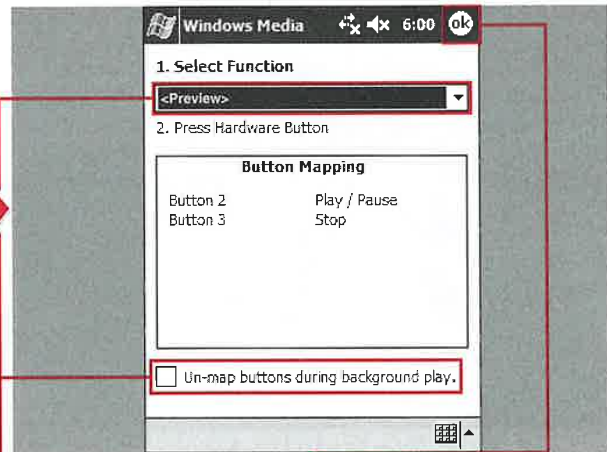 Windows Media 6:00 ok
1. Select Function
<Preview>
2. Press Hardware Button
Button Mapping
Button 2 Play / Pause
Button 3 Stop
Un-map buttons during background play.